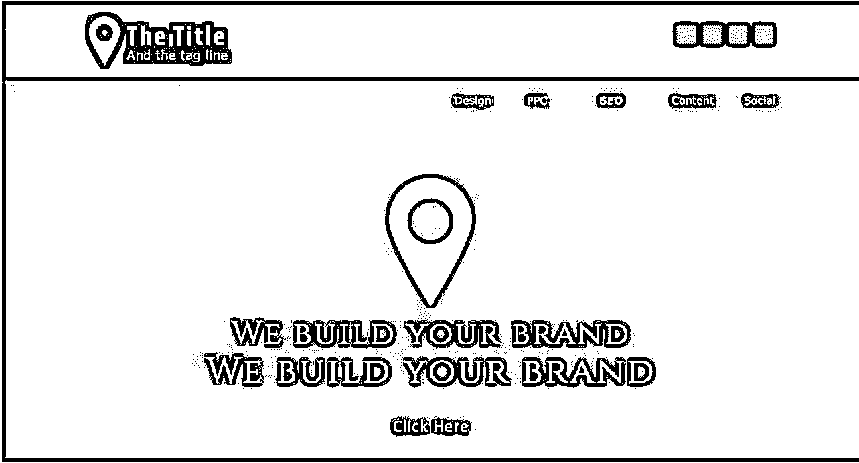 The Title
And the tag line
Design PPC SEO Content Social
WE BUILD YOUR BRAND
WE BUILD YOUR BRAND
Click Here